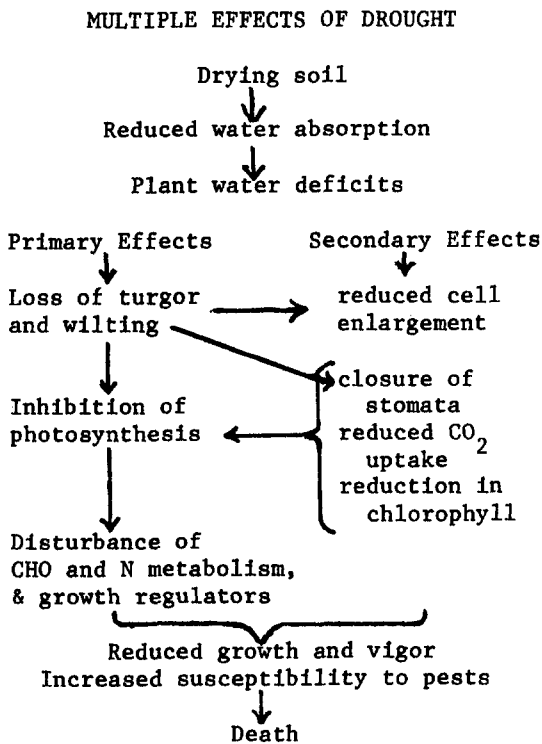 MULTIPLE EFFECTS OF DROUGHT
Drying soil
Reduced water absorption
Plant water deficits
Primary Effects
Loss of turgor
and wilting
Inhibition of
photosynthesis
Disturbance of
CHO and N metabolism,
& growth regulators
Secondary Effects
reduced cell
enlargement
closure of
stomata
reduced CO2
uptake
reduction in
chlorophyll
Reduced growth and vigor
Increased susceptibility to pests
Death